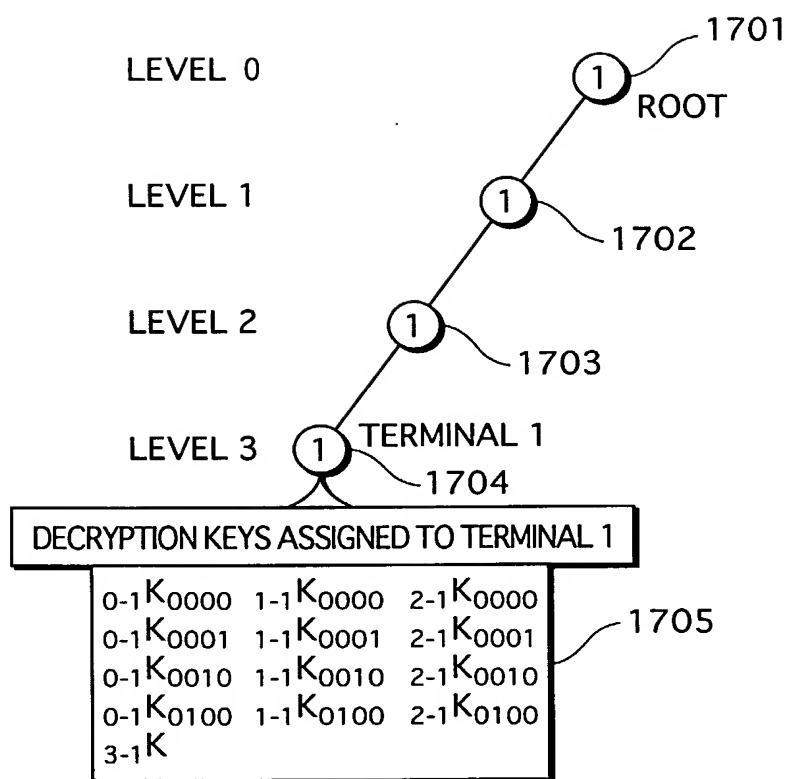 1701
LEVEL 0
1
ROOT
LEVEL 1
1
1702
LEVEL 2
1
1703
LEVEL 3
1
TERMINAL 1
1704
DECRYPTION KEYS ASSIGNED TO TERMINAL 1
0-1K0000 1-1K0000 2-1K0000
0-1K0001 1-1K0001 2-1K0001
0-1K0010 1-1K0010 2-1K0010
0-1K0100 1-1K0100 2-1K0100
3-1K
1705